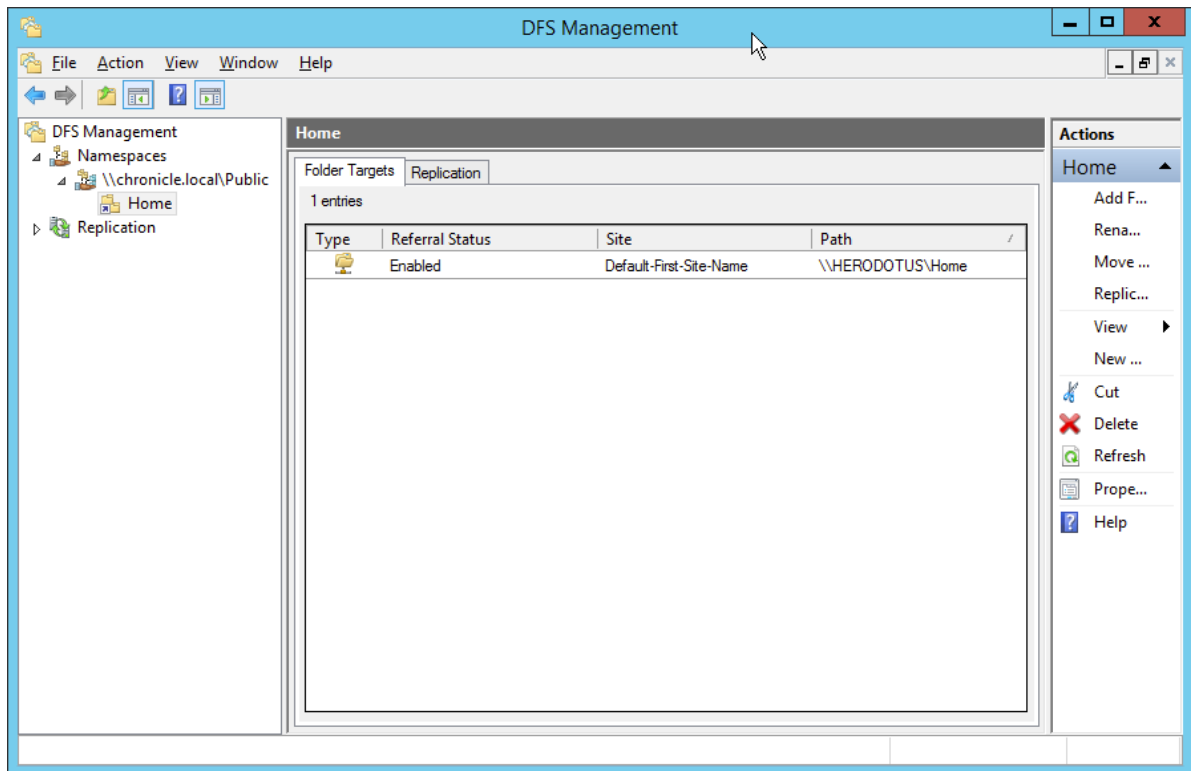 DFS Management
File Action View Window Help
DFS Management
Namespaces
\\chronicle.local\Public
Home
Replication
Home
Folder Targets Replication
1 entries
Type Referral Status Site Path
Enabled Default-First-Site-Name \\HERODOTUS\Home
Actions
Home
Add F...
Rena...
Move ...
Replic...
View
New ...
Cut
Delete
Refresh
Prope...
Help